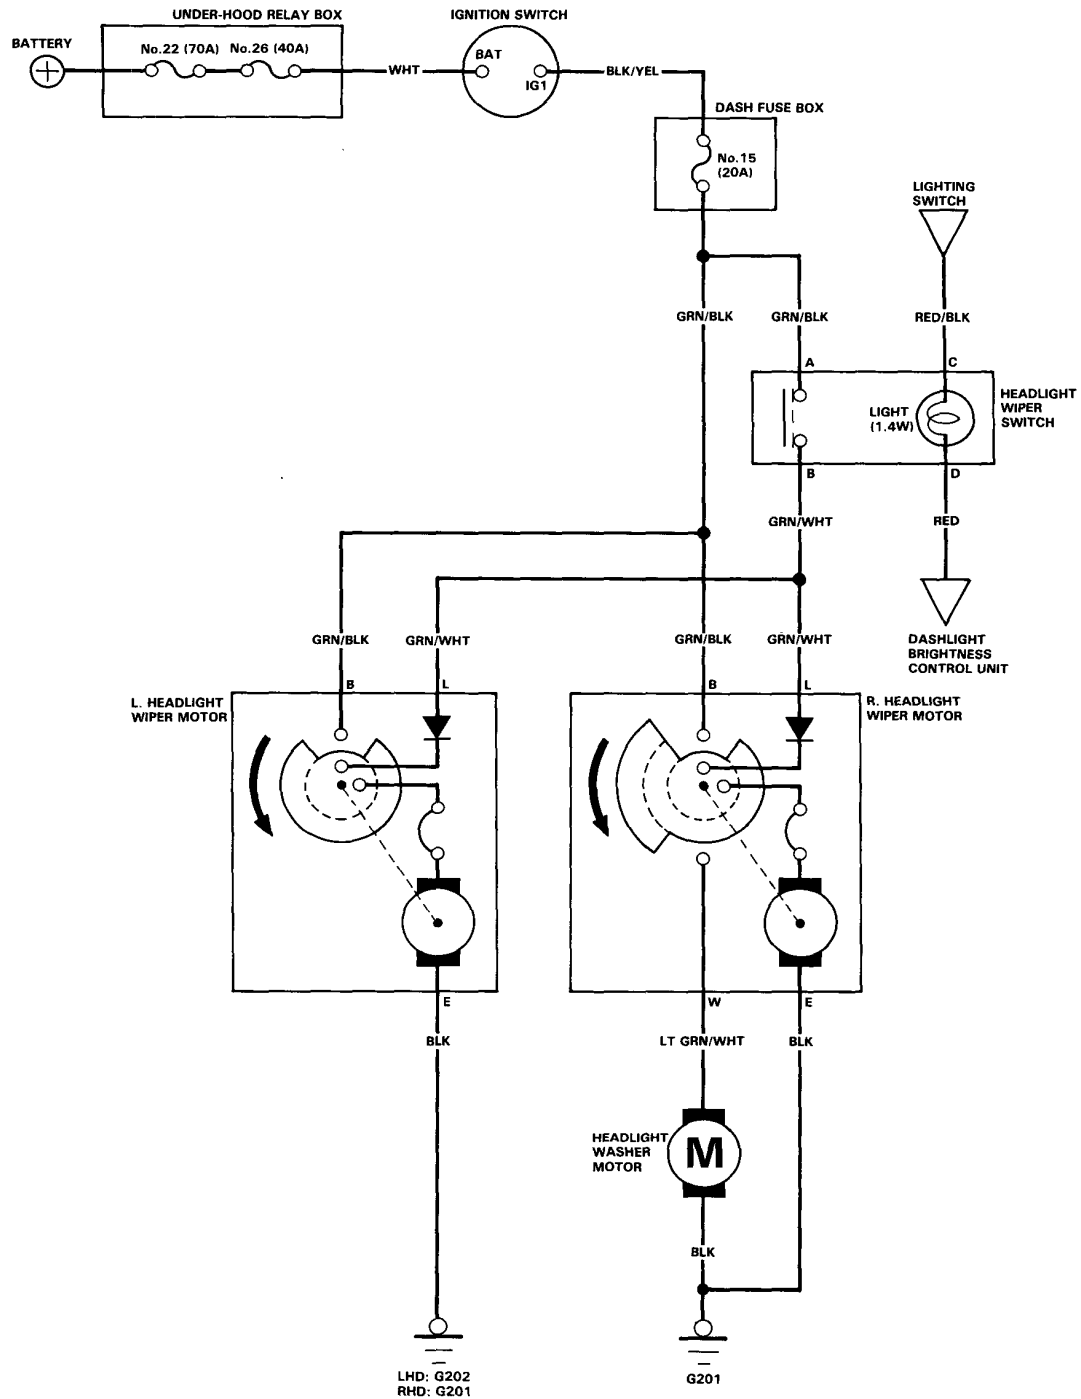 UNDER-HOOD RELAY BOX
IGNITION SWITCH
BATTERY
No.22 (70A)
No.26 (40A)
WHT
BAT
IG1
BLK/YEL
DASH FUSE BOX
No.15
(20A)
LIGHTING
SWITCH
GRN/BLK
GRN/BLK
RED/BLK
A
C
LIGHT
(1.4W)
HEADLIGHT
WIPER
SWITCH
B
D
GRN/WHT
RED
GRN/BLK
GRN/WHT
GRN/BLK
GRN/WHT
DASHLIGHT
BRIGHTNESS
CONTROL UNIT
L. HEADLIGHT
WIPER MOTOR
B
L
B
L
R. HEADLIGHT
WIPER MOTOR
E
W
E
BLK
LT GRN/WHT
BLK
HEADLIGHT
WASHER
MOTOR
M
BLK
LHD: G202
RHD: G201
G201